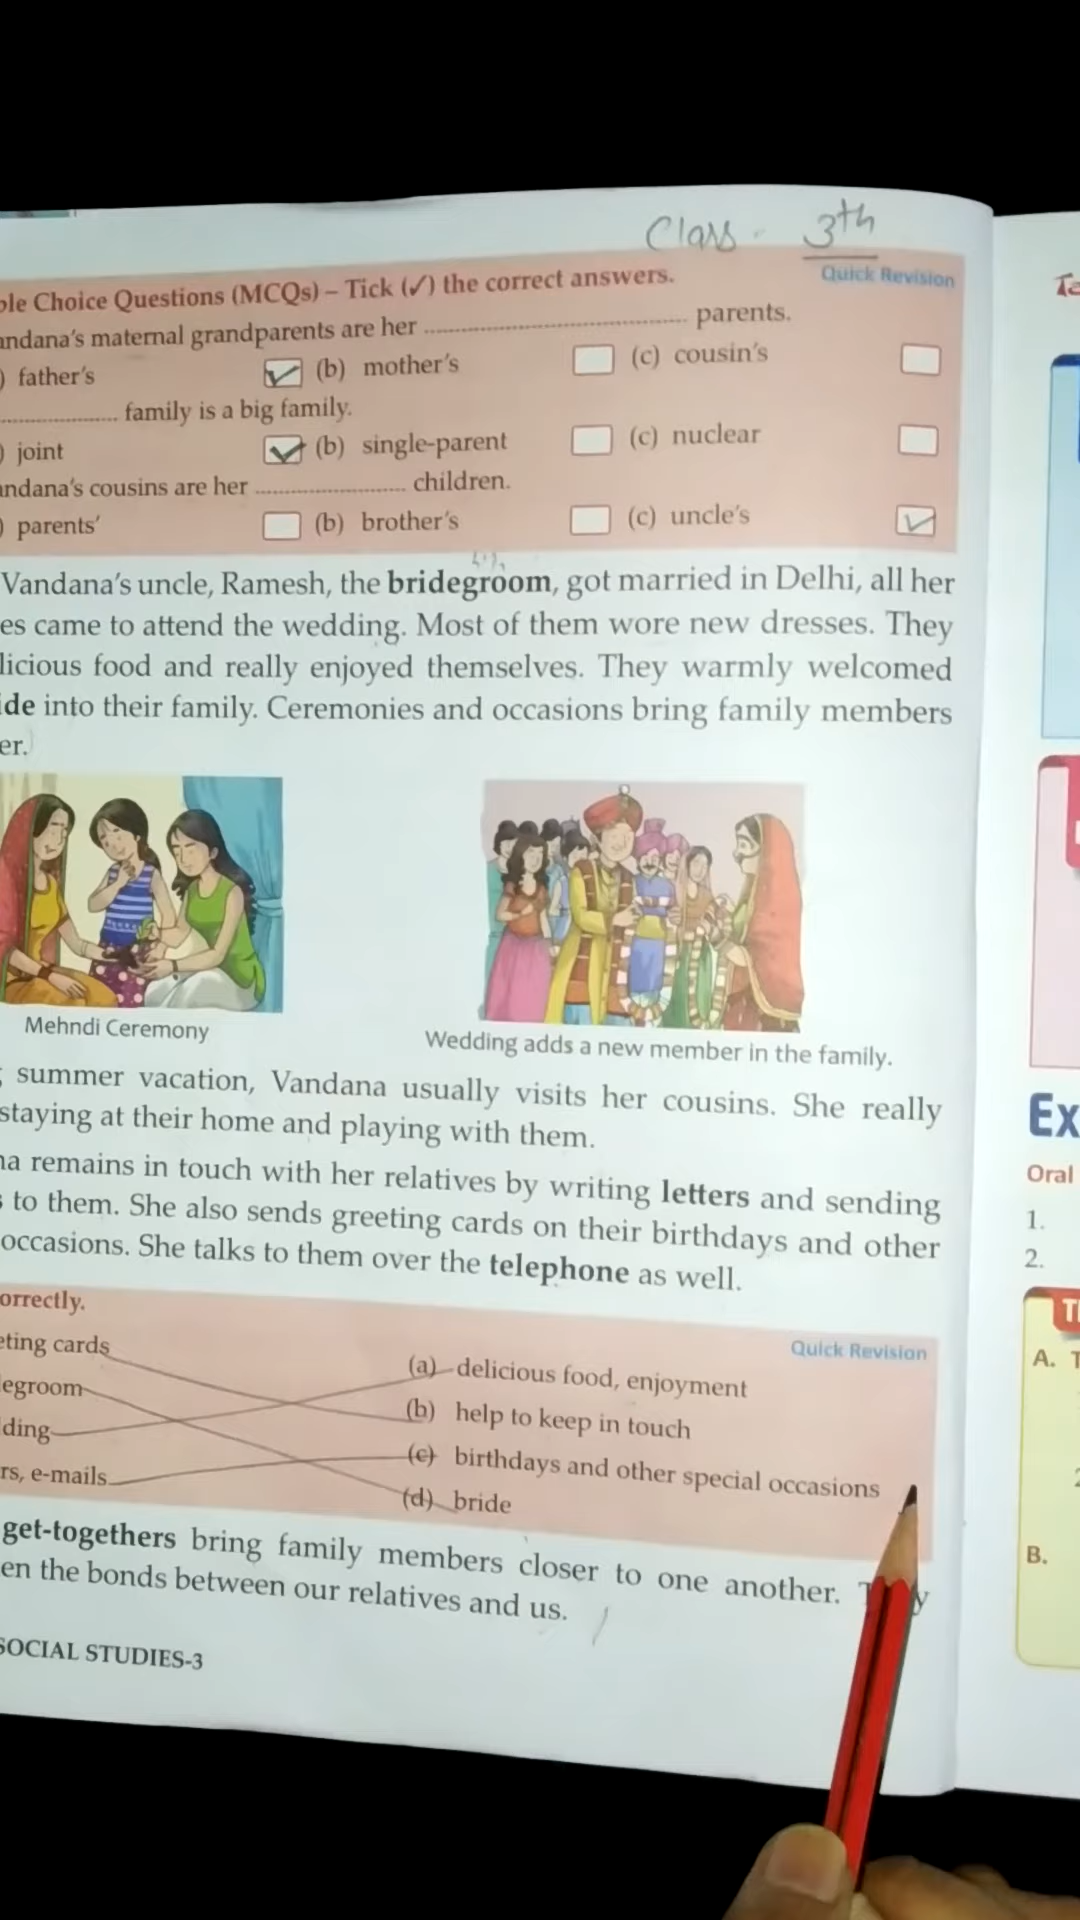 Class - 3th
Quick Revision
ple Choice Questions (MCQs) – Tick (✓) the correct answers.
andana's maternal grandparents are her ........................ parents.
) father's (b) mother's (c) cousin's
................ family is a big family.
) joint (b) single-parent (c) nuclear
andana's cousins are her ........................ children.
) parents' (b) brother's (c) uncle's
Vandana's uncle, Ramesh, the bridegroom, got married in Delhi, all her
es came to attend the wedding. Most of them wore new dresses. They
licious food and really enjoyed themselves. They warmly welcomed
de into their family. Ceremonies and occasions bring family members
er.
Mehndi Ceremony
Wedding adds a new member in the family.
summer vacation, Vandana usually visits her cousins. She really
staying at their home and playing with them.
na remains in touch with her relatives by writing letters and sending
s to them. She also sends greeting cards on their birthdays and other
occasions. She talks to them over the telephone as well.
orrectly.
Quick Revision
eting cards (a) delicious food, enjoyment
egroom (b) help to keep in touch
ding (c) birthdays and other special occasions
rs, e-mails (d) bride
get-togethers bring family members closer to one another.
en the bonds between our relatives and us.
SOCIAL STUDIES-3
Ex
Oral
1.
2.
A. T
B.